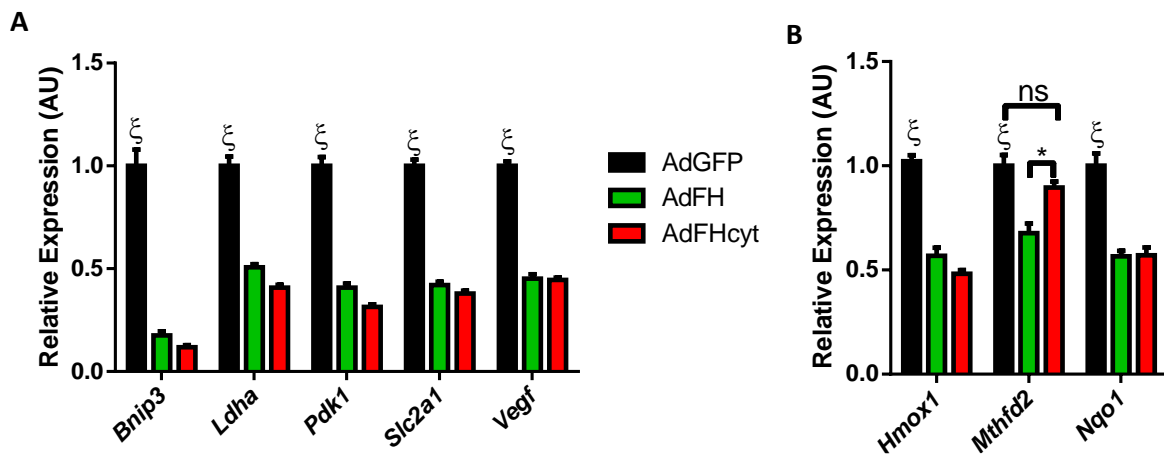 A
Relative Expression (AU)
1.5
1.0
0.5
0.0
ξ
ξ
ξ
ξ
ξ
Bnip3
Ldha
Pdk1
Slc2a1
Vegf
AdGFP
AdFH
AdFHcyt
B
Relative Expression (AU)
1.5
1.0
0.5
0.0
ns
ξ
ξ
*
ξ
Hmox1
Mthfd2
Nqo1